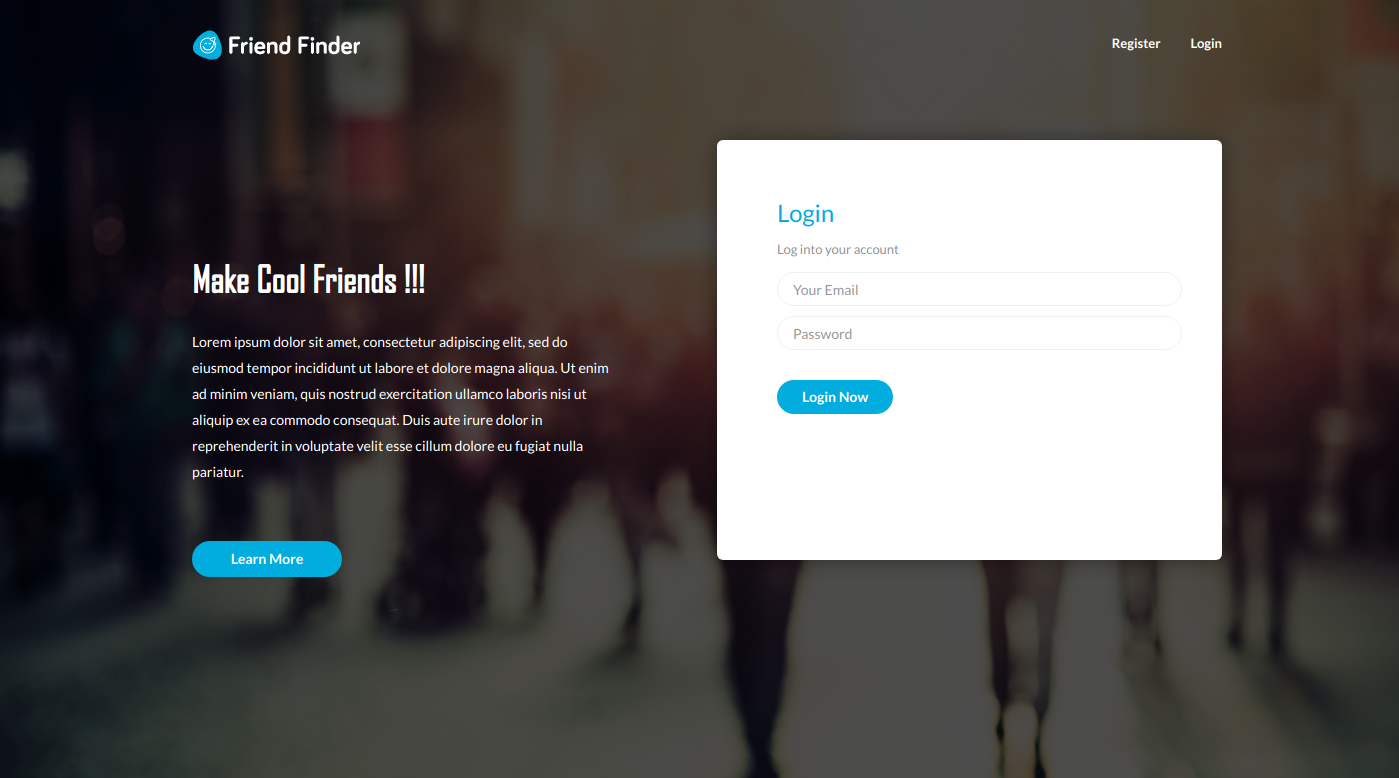 Friend Finder
Register
Login
Make Cool Friends !!!
Lorem ipsum dolor sit amet, consectetur adipiscing elit, sed do
eiusmod tempor incididunt ut labore et dolore magna aliqua. Ut enim
ad minim veniam, quis nostrud exercitation ullamco laboris nisi ut
aliquip ex ea commodo consequat. Duis aute irure dolor in
reprehenderit in voluptate velit esse cillum dolore eu fugiat nulla
pariatur.
Learn More
Login
Log into your account
Your Email
Password
Login Now